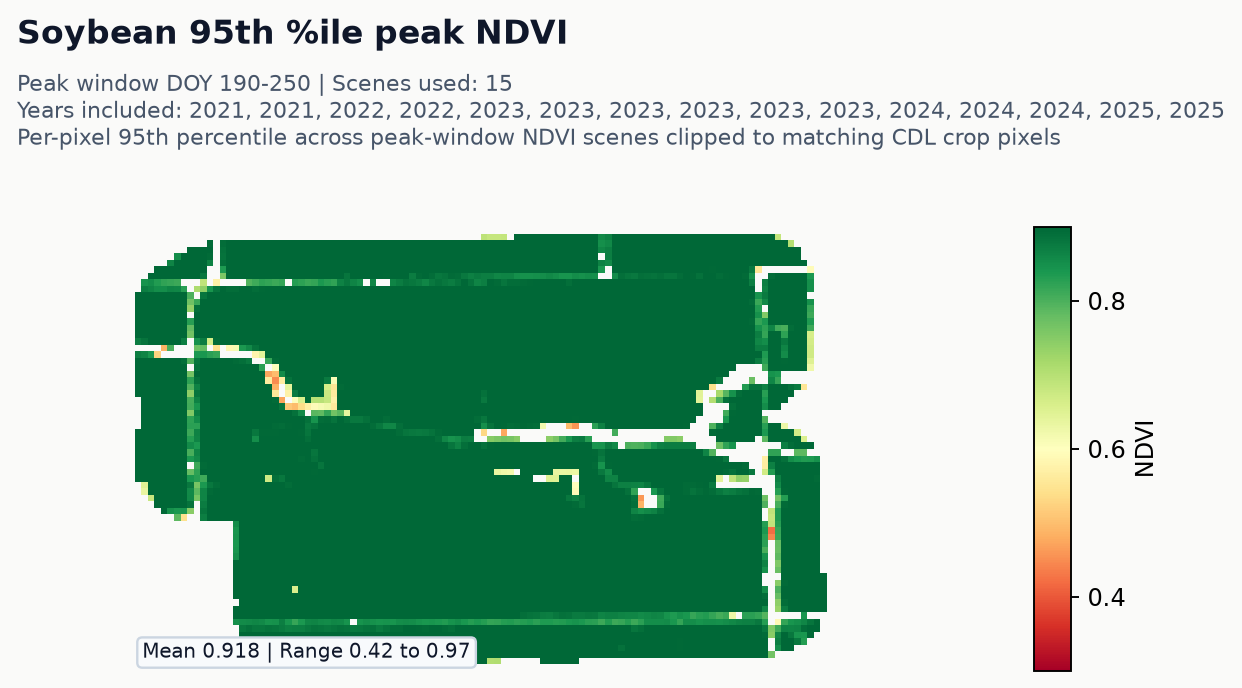 Soybean 95th %ile peak NDVI
Peak window DOY 190-250 | Scenes used: 15
Years included: 2021, 2021, 2022, 2022, 2023, 2023, 2023, 2023, 2023, 2023, 2024, 2024, 2024, 2025, 2025
Per-pixel 95th percentile across peak-window NDVI scenes clipped to matching CDL crop pixels
0.8
0.6
0.4
NDVI
Mean 0.918 | Range 0.42 to 0.97